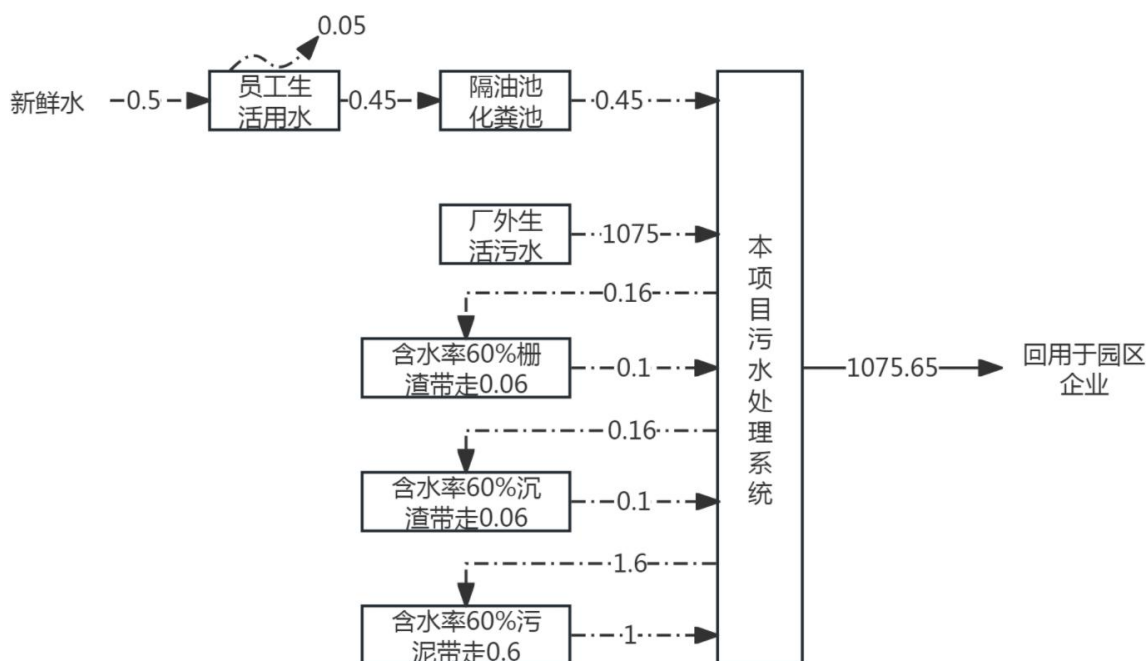 0.05
新鲜水
0.5
员工生
活用水
0.45
隔油池
化粪池
0.45
厂外生
活污水
1075
0.16
含水率60%栅
渣带走0.06
0.1
0.16
含水率60%沉
渣带走0.06
0.1
1.6
含水率60%污
泥带走0.6
1
本项目污水处理系统
1075.65
回用于园区
企业